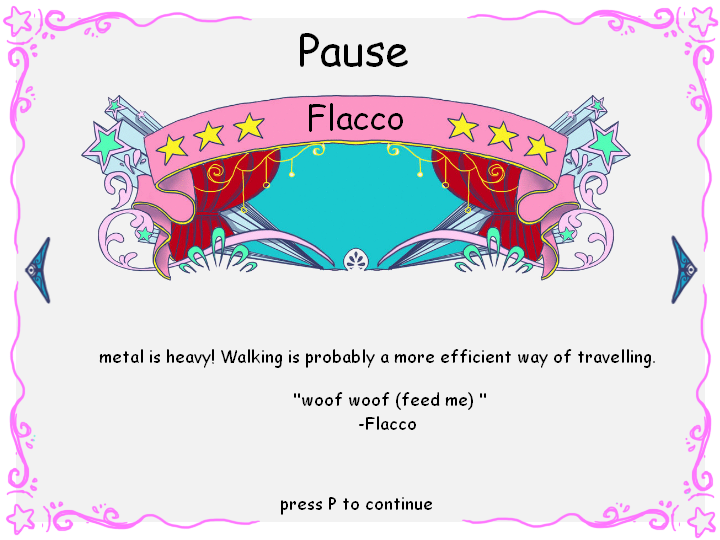 Pause
Flacco
metal is heavy! Walking is probably a more efficient way of travelling.
"woof woof (feed me) "
-Flacco
press P to continue